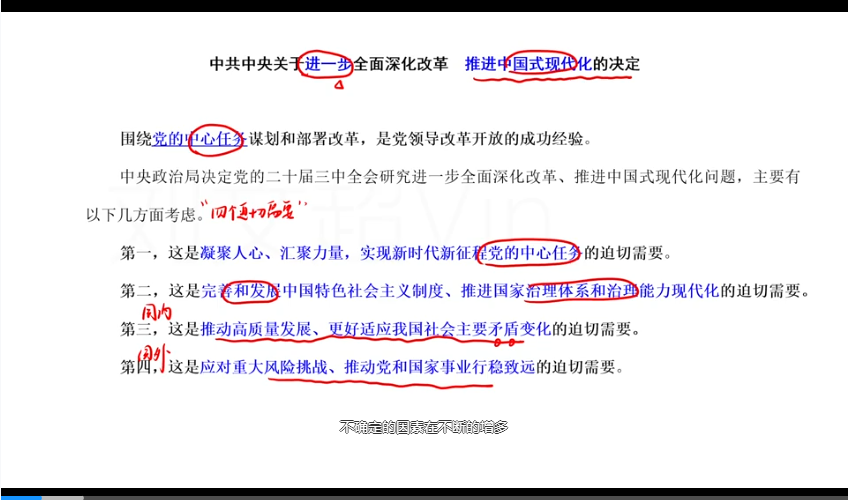 中共中央关于进一步全面深化改革 推进中国式现代化的决定
围绕党的中心任务谋划和部署改革，是党领导改革开放的成功经验。
中央政治局决定党的二十届三中全会研究进一步全面深化改革、推进中国式现代化问题，主要有
以下几方面考虑。“四个迫切需要”
第一，这是凝聚人心、汇聚力量，实现新时代新征程党的中心任务的迫切需要。
第二，这是完善和发展中国特色社会主义制度、推进国家治理体系和治理能力现代化的迫切需要。
国内
第三，这是推动高质量发展、更好适应我国社会主要矛盾变化的迫切需要。
国外
第四，这是应对重大风险挑战、推动党和国家事业行稳致远的迫切需要。
不确定的因素在不断的增多